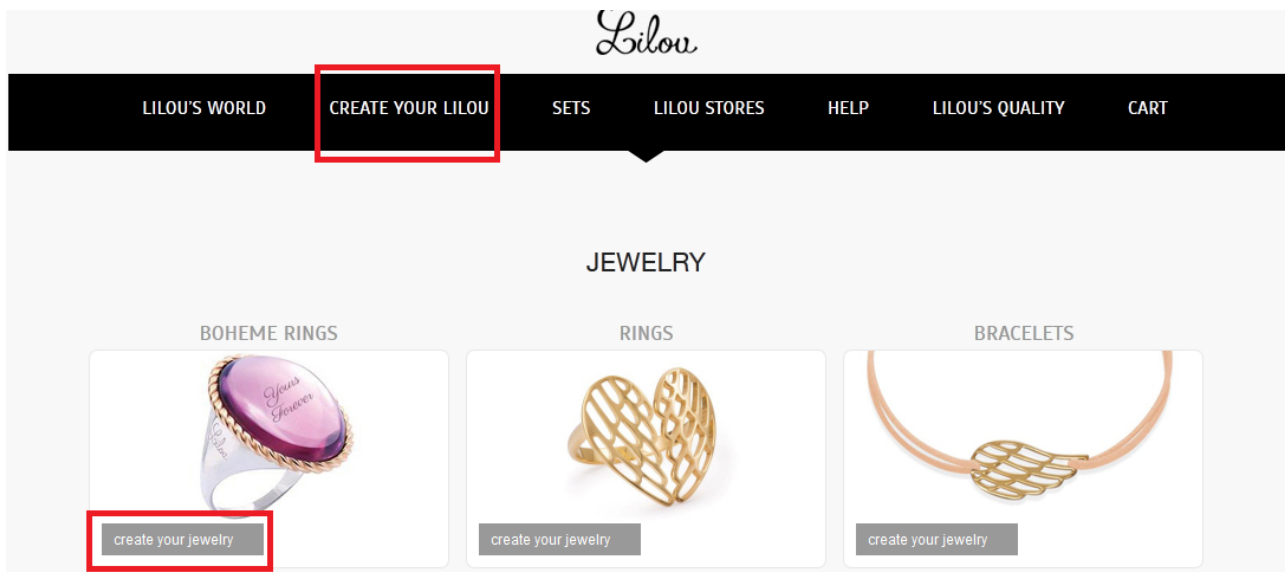 Lilou
LILOU'S WORLD CREATE YOUR LILOU SETS LILOU STORES HELP LILOU'S QUALITY CART
JEWELRY
BOHEME RINGS RINGS BRACELETS
Yours
Forever
Lilou
create your jewelry create your jewelry create your jewelry